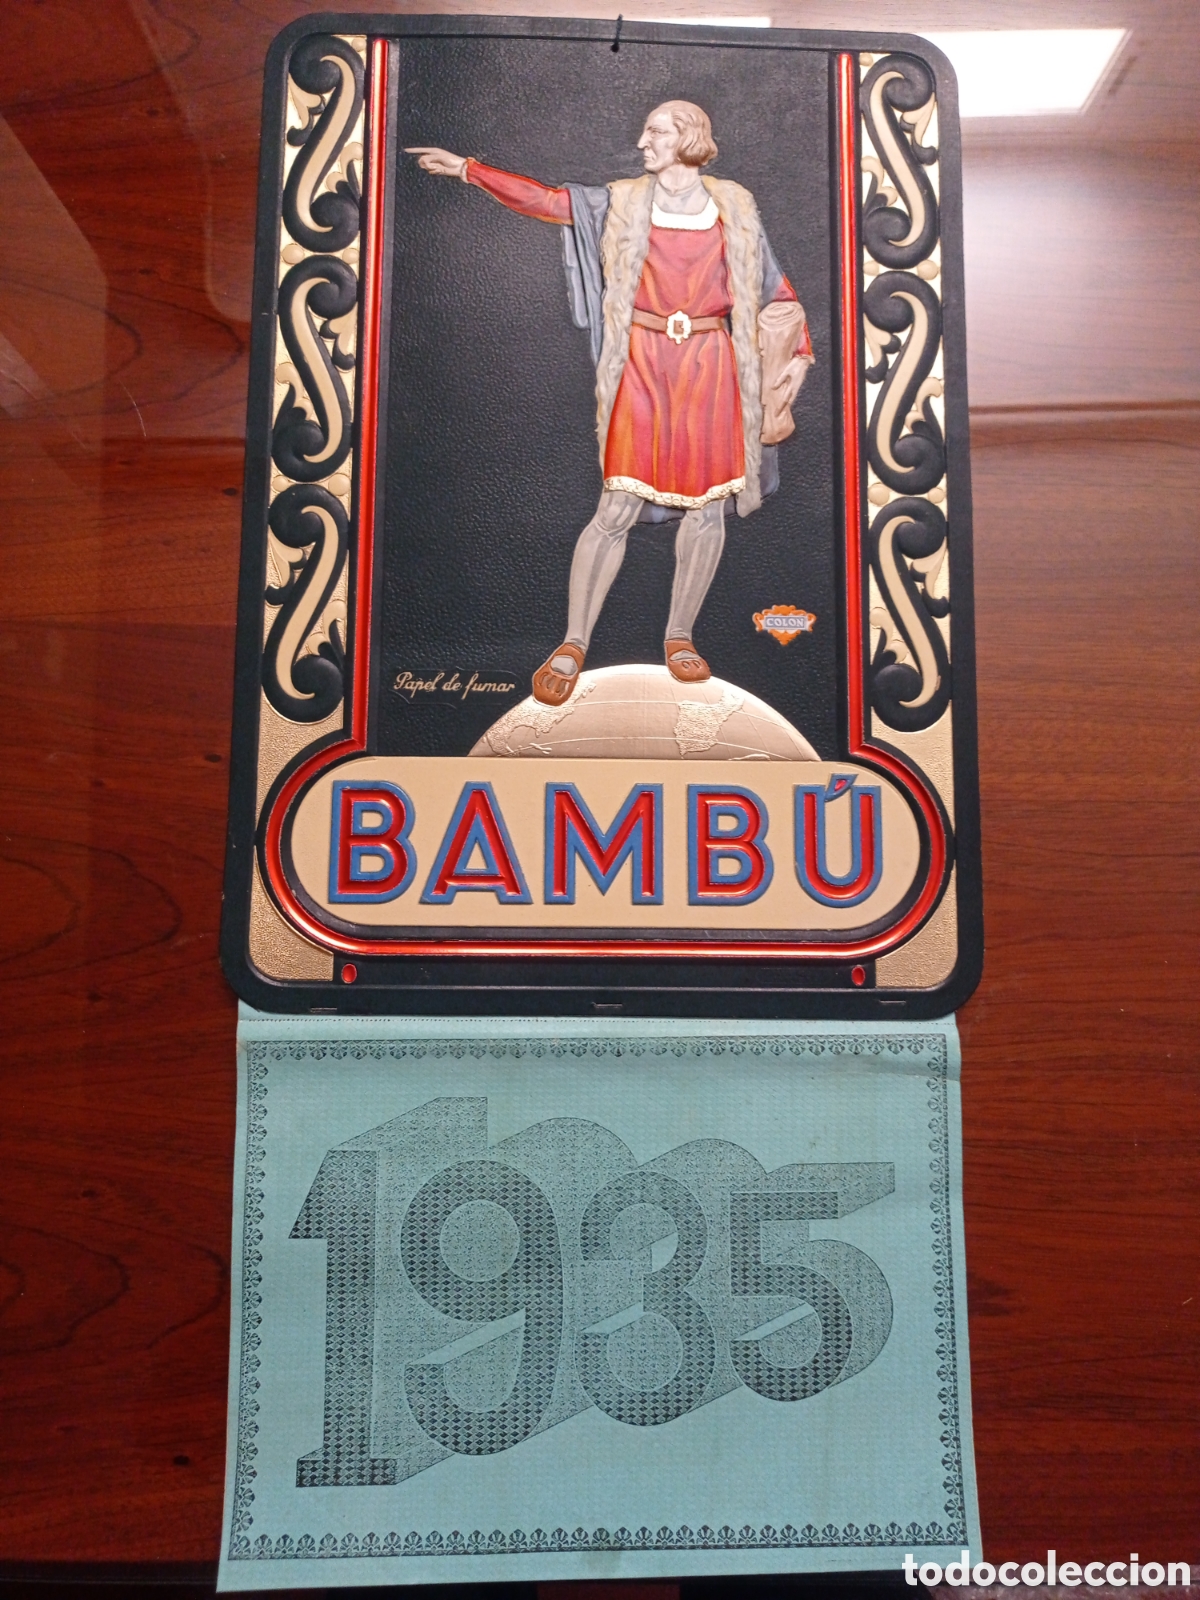 COLON
Papel de fumar
BAMBÚ
1935
todocoleccion